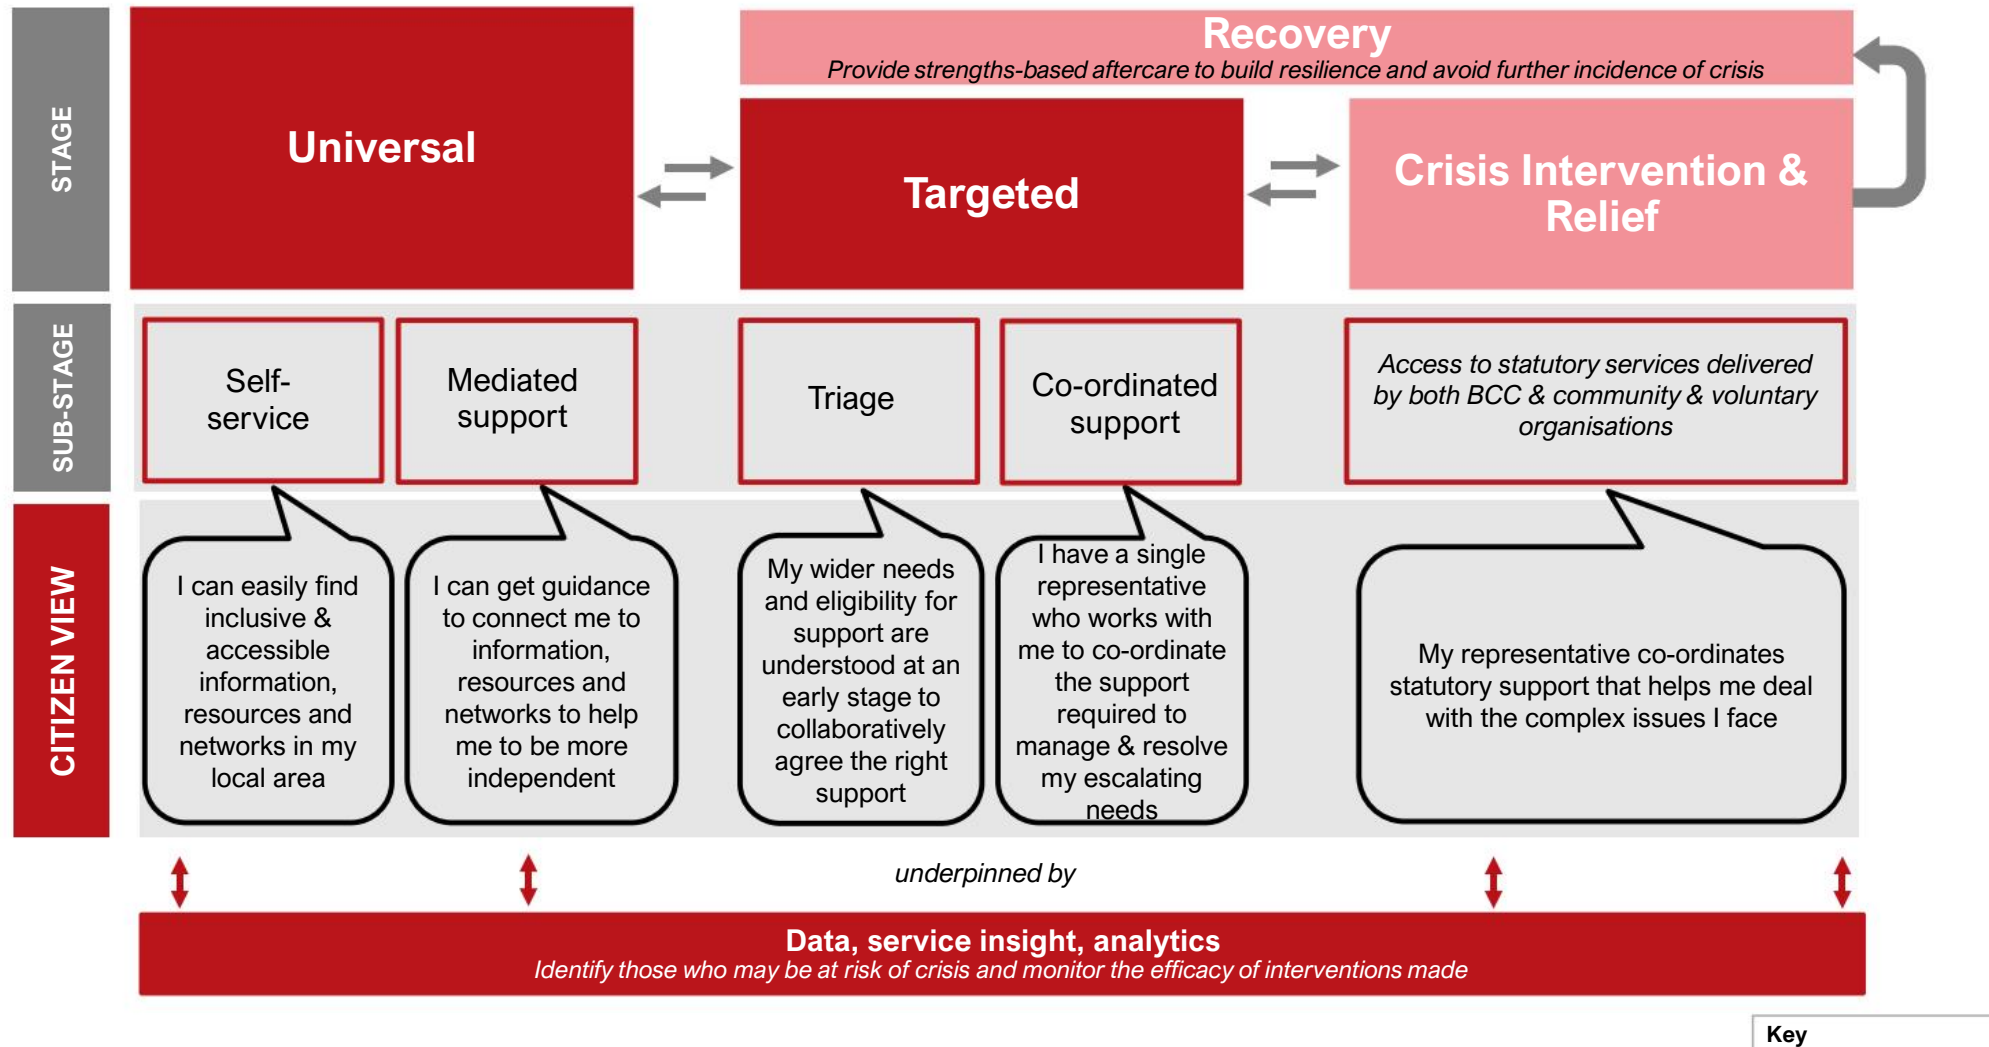 STAGE
Universal
Recovery
Provide strengths-based aftercare to build resilience and avoid further incidence of crisis
Targeted
Crisis Intervention &
Relief
SUB-STAGE
Self-
service
Mediated
support
Triage
Co-ordinated
support
Access to statutory services delivered
by both BCC & community & voluntary
organisations
CITIZEN VIEW
I can easily find
inclusive &
accessible
information,
resources and
networks in my
local area
I can get guidance
to connect me to
information,
resources and
networks to help
me to be more
independent
My wider needs
and eligibility for
support are
understood at an
early stage to
collaboratively
agree the right
support
I have a single
representative
who works with
me to co-ordinate
the support
required to
manage & resolve
my escalating
needs
My representative co-ordinates
statutory support that helps me deal
with the complex issues I face
underpinned by
Data, service insight, analytics
Identify those who may be at risk of crisis and monitor the efficacy of interventions made
Key